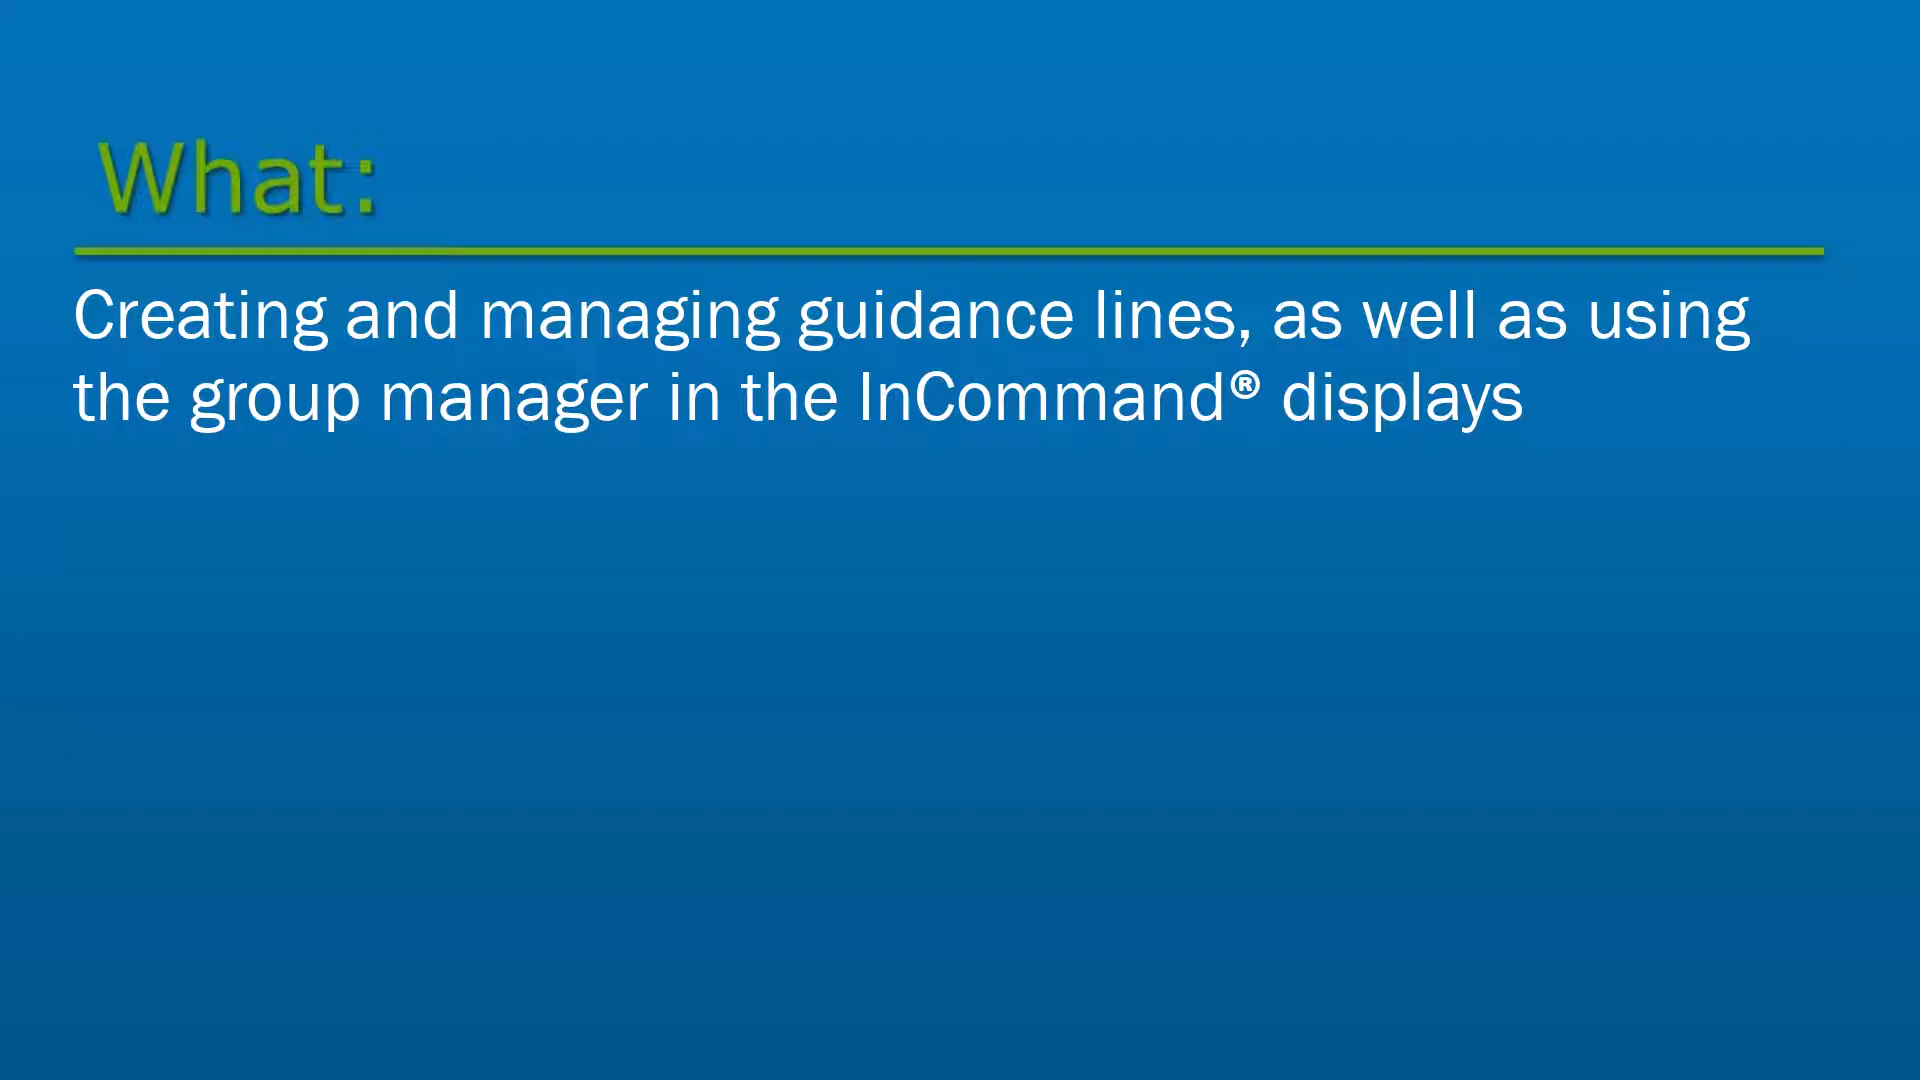 What:
Creating and managing guidance lines, as well as using
the group manager in the InCommand® displays